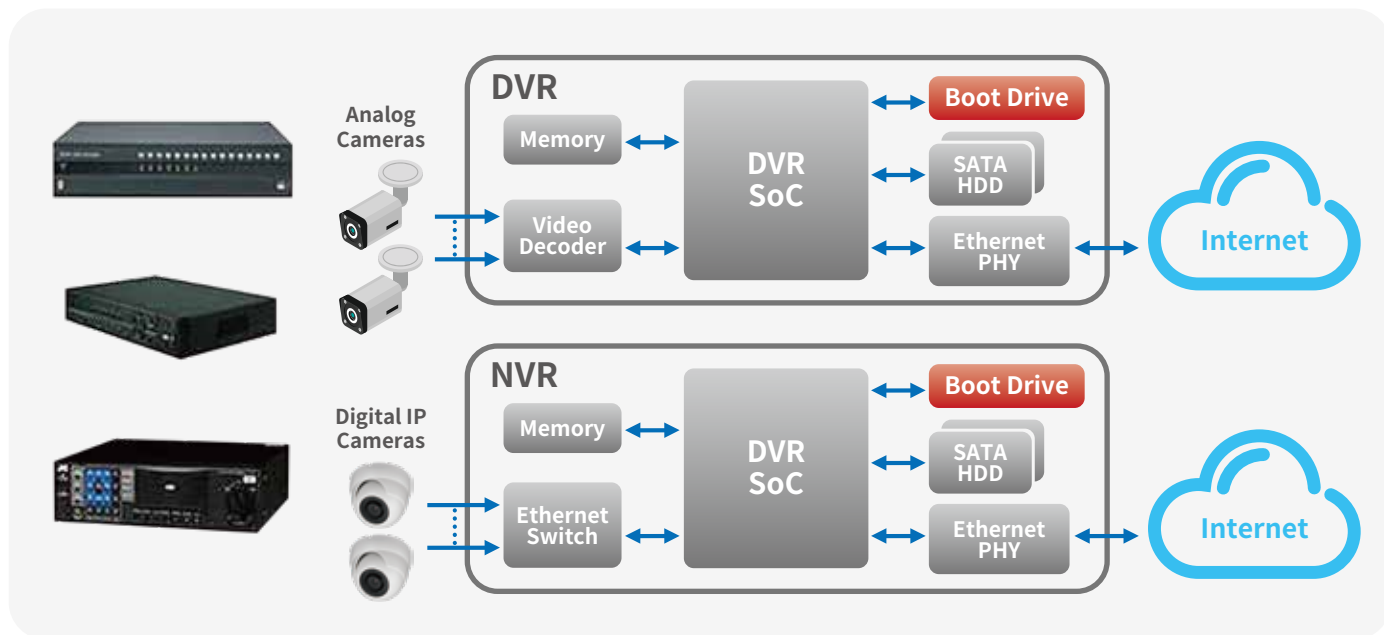 DVR
Analog
Cameras
Memory
Video
Decoder
DVR
SoC
Boot Drive
SATA
HDD
Ethernet
PHY
Internet
NVR
Digital IP
Cameras
Memory
Ethernet
Switch
DVR
SoC
Boot Drive
SATA
HDD
Ethernet
PHY
Internet